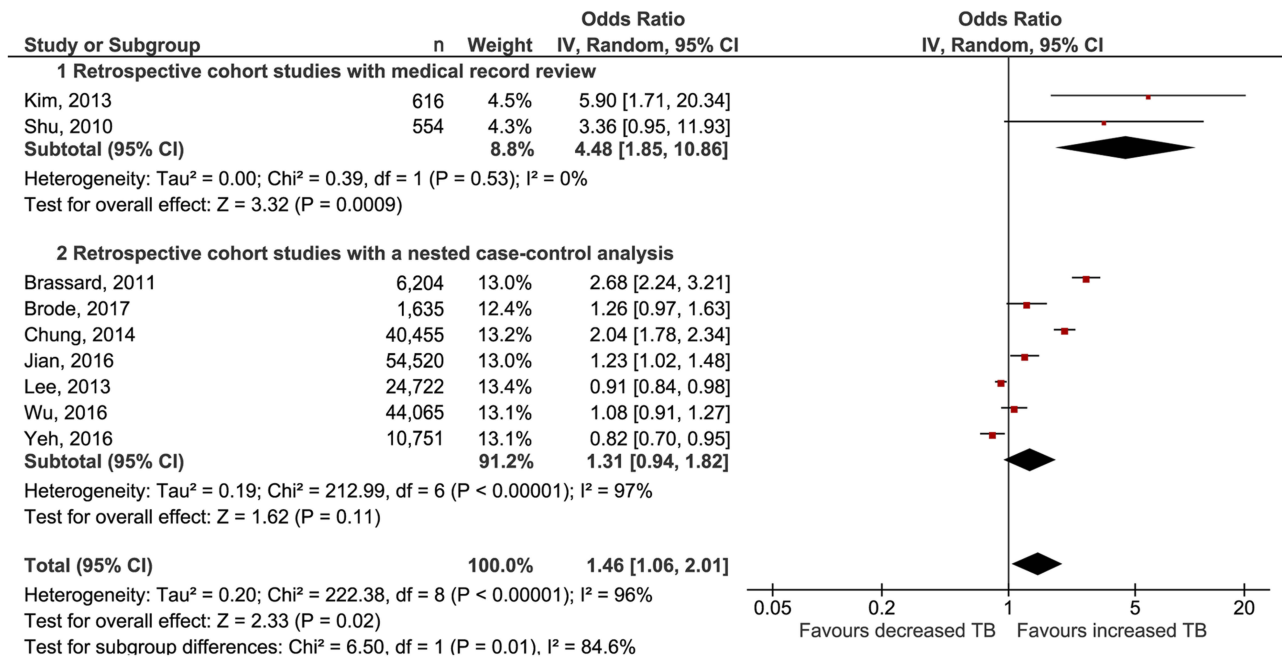 Odds Ratio Odds Ratio
Study or Subgroup n Weight IV, Random, 95% CI IV, Random, 95% CI
1 Retrospective cohort studies with medical record review
Kim, 2013 616 4.5% 5.90 [1.71, 20.34]
Shu, 2010 554 4.3% 3.36 [0.95, 11.93]
Subtotal (95% CI) 8.8% 4.48 [1.85, 10.86]
Heterogeneity: Tau² = 0.00; Chi² = 0.39, df = 1 (P = 0.53); I² = 0%
Test for overall effect: Z = 3.32 (P = 0.0009)
2 Retrospective cohort studies with a nested case-control analysis
Brassard, 2011 6,204 13.0% 2.68 [2.24, 3.21]
Brode, 2017 1,635 12.4% 1.26 [0.97, 1.63]
Chung, 2014 40,455 13.2% 2.04 [1.78, 2.34]
Jian, 2016 54,520 13.0% 1.23 [1.02, 1.48]
Lee, 2013 24,722 13.4% 0.91 [0.84, 0.98]
Wu, 2016 44,065 13.1% 1.08 [0.91, 1.27]
Yeh, 2016 10,751 13.1% 0.82 [0.70, 0.95]
Subtotal (95% CI) 91.2% 1.31 [0.94, 1.82]
Heterogeneity: Tau² = 0.19; Chi² = 212.99, df = 6 (P < 0.00001); I² = 97%
Test for overall effect: Z = 1.62 (P = 0.11)
Total (95% CI) 100.0% 1.46 [1.06, 2.01]
Heterogeneity: Tau² = 0.20; Chi² = 222.38, df = 8 (P < 0.00001); I² = 96%
Test for overall effect: Z = 2.33 (P = 0.02)
Test for subgroup differences: Chi² = 6.50, df = 1 (P = 0.01), I² = 84.6%
0.05 0.2 1 5 20
Favours decreased TB Favours increased TB